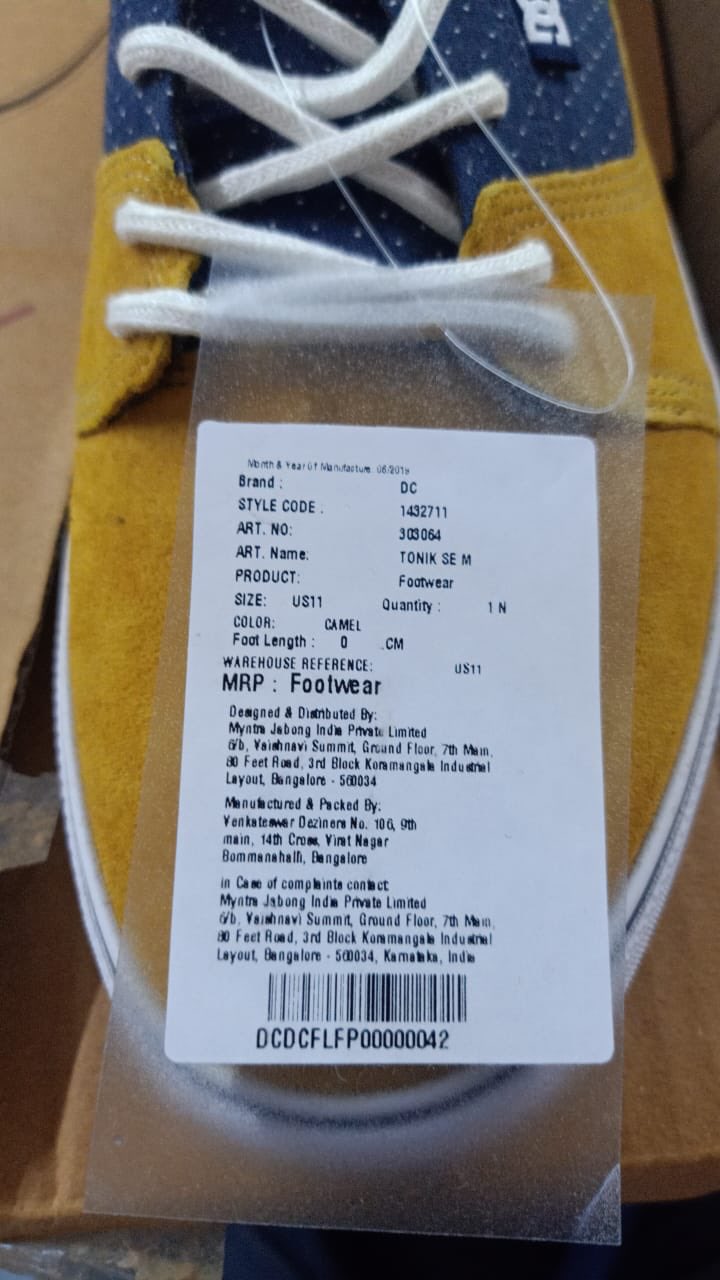 DC
Month & Year Of Manufacture 06/2019
Brand : DC
STYLE CODE : 1432711
ART. NO: 303064
ART. Name: TONIK SE M
PRODUCT: Footwear
SIZE: US11 Quantity : 1 N
COLOR: CAMEL
Foot Length : 0 .CM
WAREHOUSE REFERENCE: US11
MRP : Footwear
Designed & Distributed By:
Myntra Jabong India Private Limited
6/b, Vaishnavi Summit, Ground Floor, 7th Main,
80 Feet Road, 3rd Block Koramangala Industrial
Layout, Bangalore - 560034
Manufactured & Packed By:
Venkateswar Deziners No. 106, 9th
main, 14th Cross, Virat Nagar
Bommanahalli, Bangalore
in Case of complaints contact
Myntra Jabong India Private Limited
6/b, Vaishnavi Summit, Ground Floor, 7th Main,
80 Feet Road, 3rd Block Koramangala Industrial
Layout, Bangalore - 560034, Karnataka, India
DCDCFLFP00000042